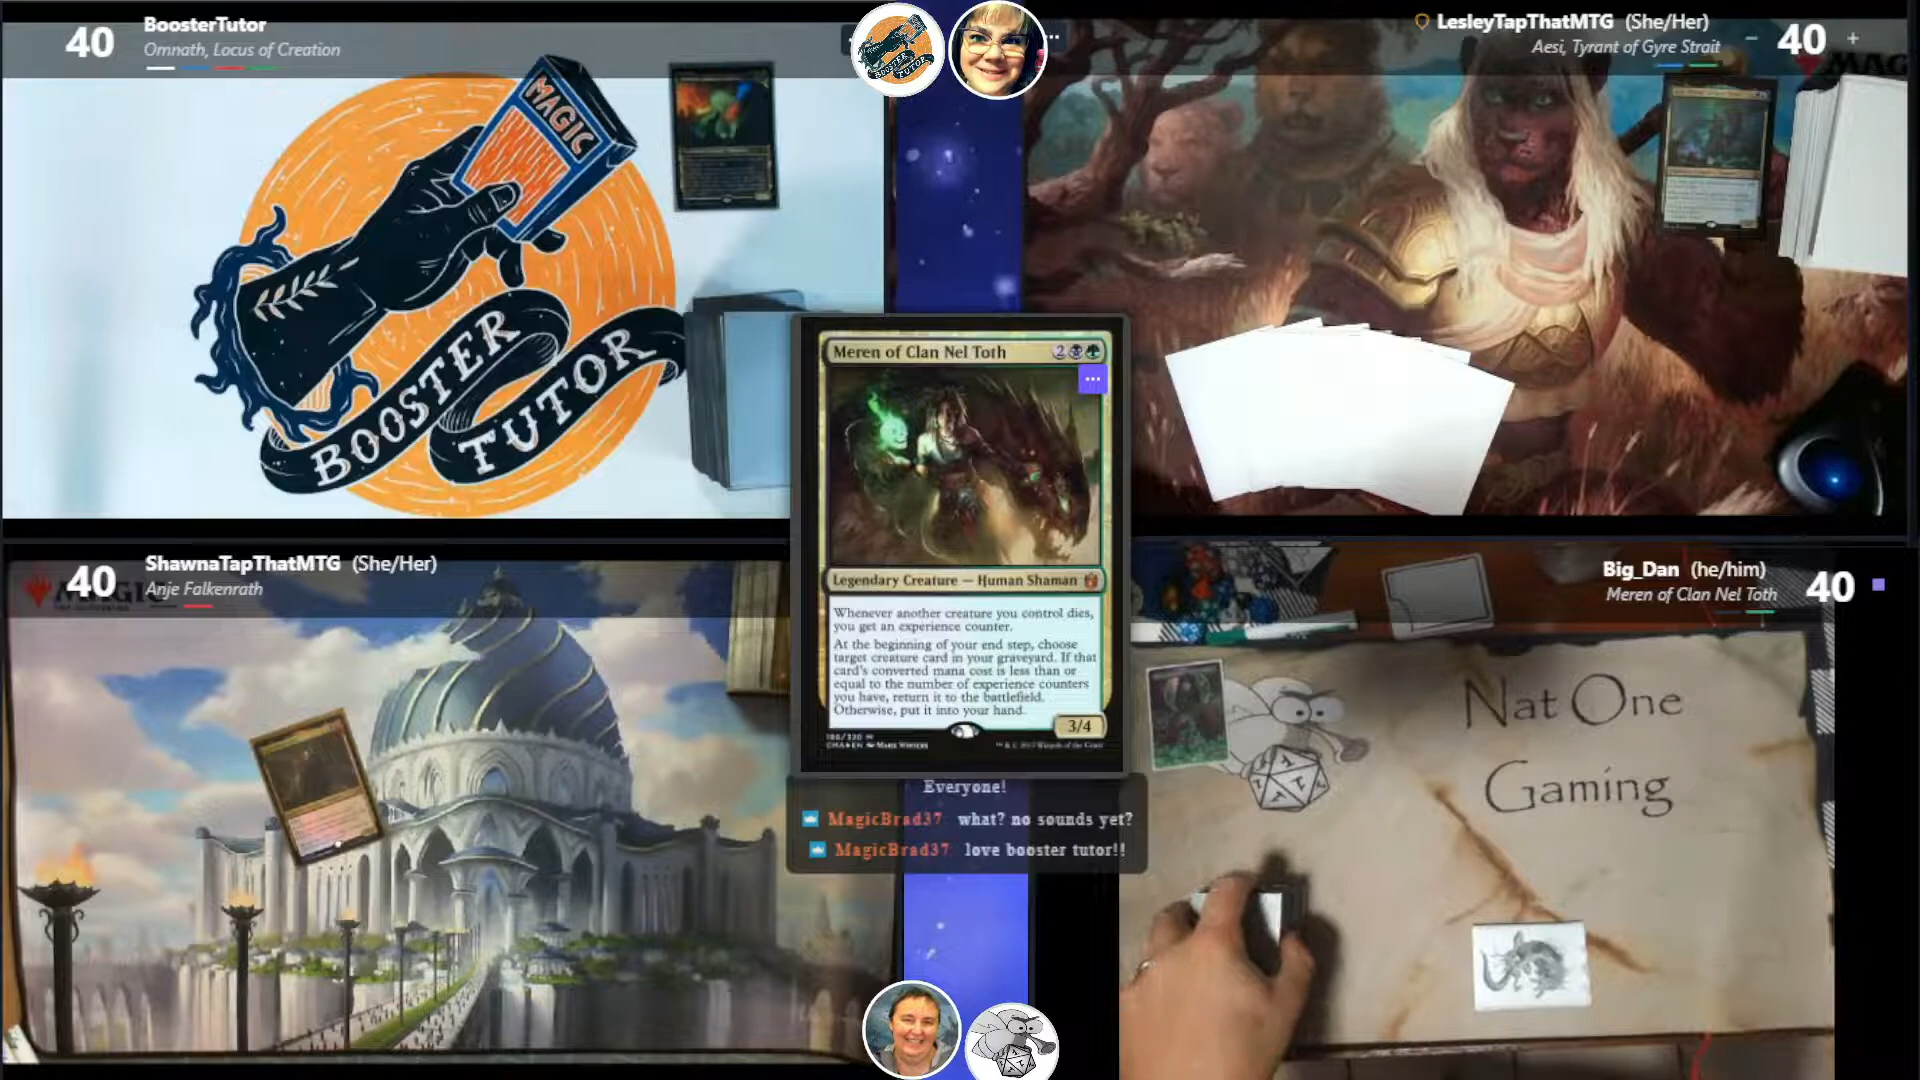 40
BoosterTutor
Omnath, Locus of Creation
LesleyTapThatMTG (She/Her)
Aesi, Tyrant of Gyre Strait
− 40 +
MAGIC
BOOSTER
TUTOR
BOOSTER
TUTOR
Meren of Clan Nel Toth 2
Legendary Creature — Human Shaman
Whenever another creature you control dies,
you get an experience counter.
At the beginning of your end step, choose
target creature card in your graveyard. If that
card's converted mana cost is less than or
equal to the number of experience counters
you have, return it to the battlefield.
Otherwise, put it into your hand.
3/4
40
ShawnaTapThatMTG (She/Her)
Anje Falkenrath
Big_Dan (he/him)
Meren of Clan Nel Toth
40
Nat One
Gaming
Everyone!
MagicBrad37 what? no sounds yet?
MagicBrad37 love booster tutor!!